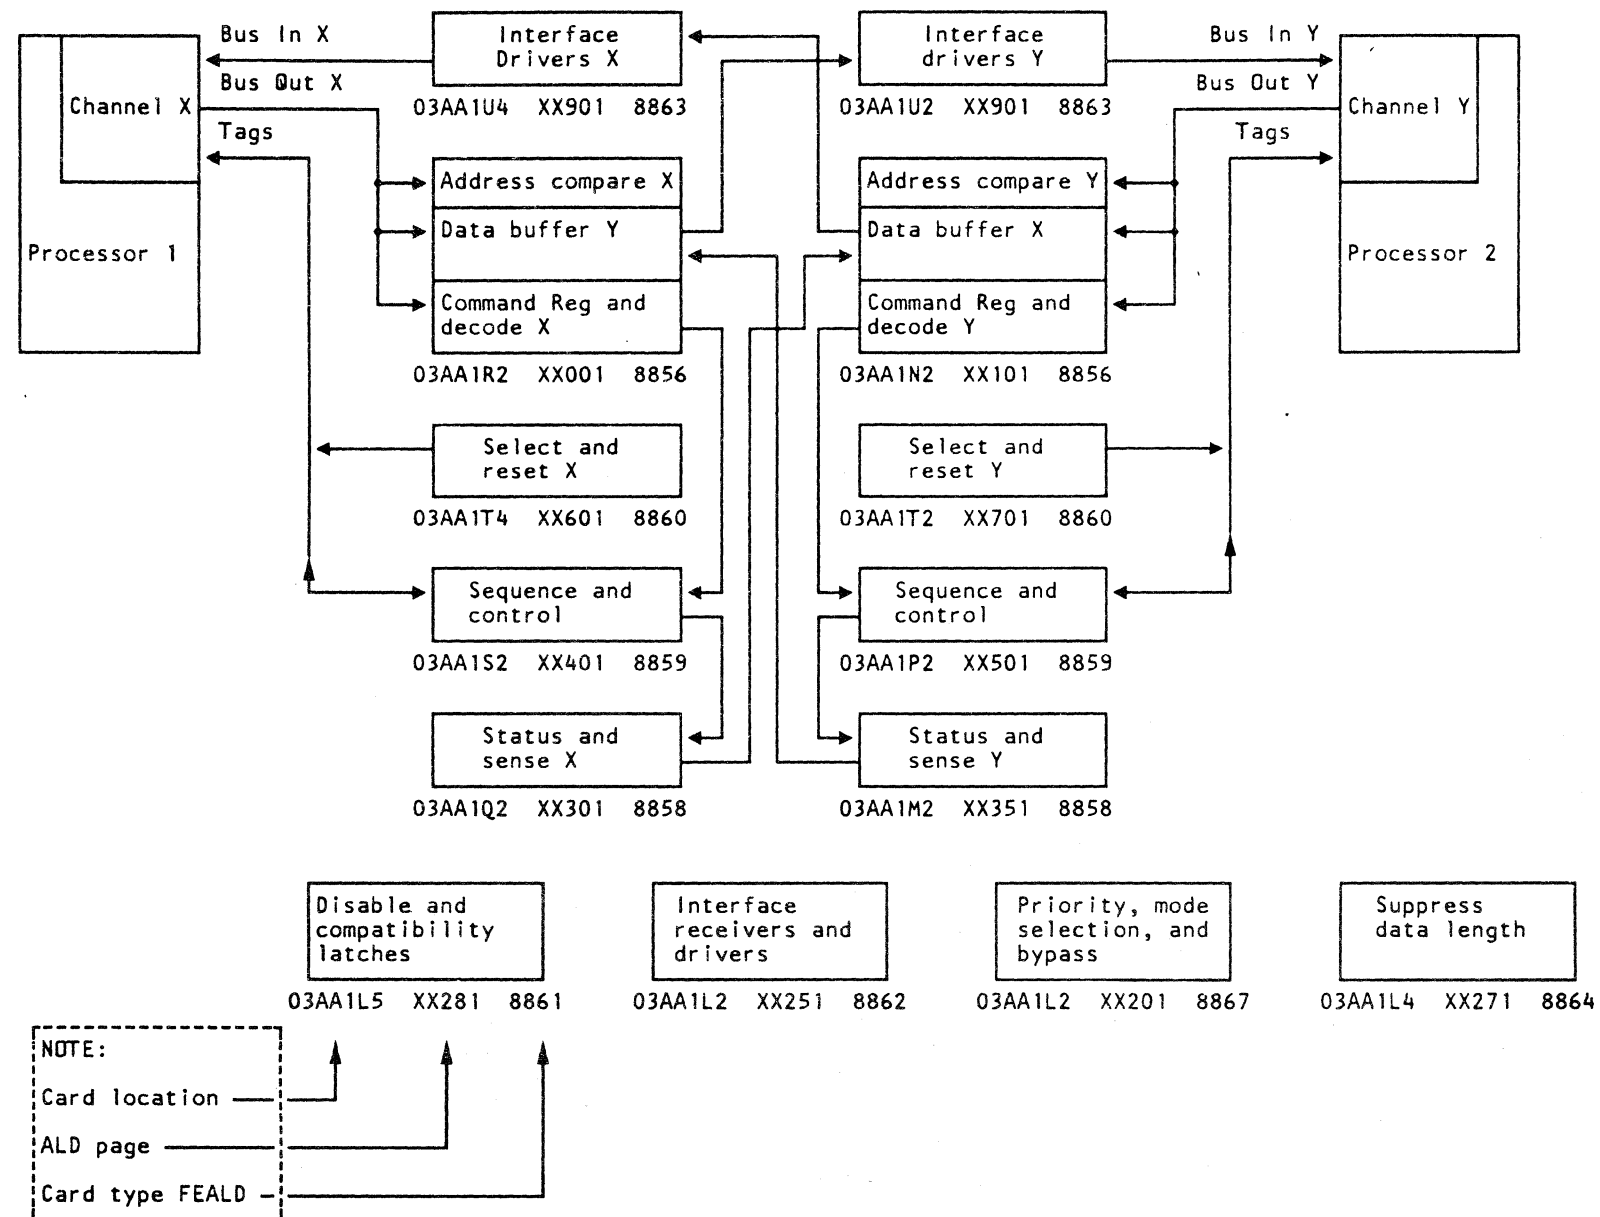 Bus In X
Interface
Drivers X
Interface
drivers Y
Bus In Y
Bus Out X
Bus Out Y
Channel X
03AA1U4 XX901 8863
03AA1U2 XX901 8863
Channel Y
Tags
Tags
Address compare X
Address compare Y
Data buffer Y
Data buffer X
Processor 1
Processor 2
Command Reg and
decode X
Command Reg and
decode Y
03AA1R2 XX001 8856
03AA1N2 XX101 8856
Select and
reset X
Select and
reset Y
03AA1T4 XX601 8860
03AA1T2 XX701 8860
Sequence and
control
Sequence and
control
03AA1S2 XX401 8859
03AA1P2 XX501 8859
Status and
sense X
Status and
sense Y
03AA1Q2 XX301 8858
03AA1M2 XX351 8858
Disable and
compatibility
latches
Interface
receivers and
drivers
Priority, mode
selection, and
bypass
Suppress
data length
03AA1L5 XX281 8861
03AA1L2 XX251 8862
03AA1L2 XX201 8867
03AA1L4 XX271 8864
NOTE:
Card location
ALD page
Card type FEALD